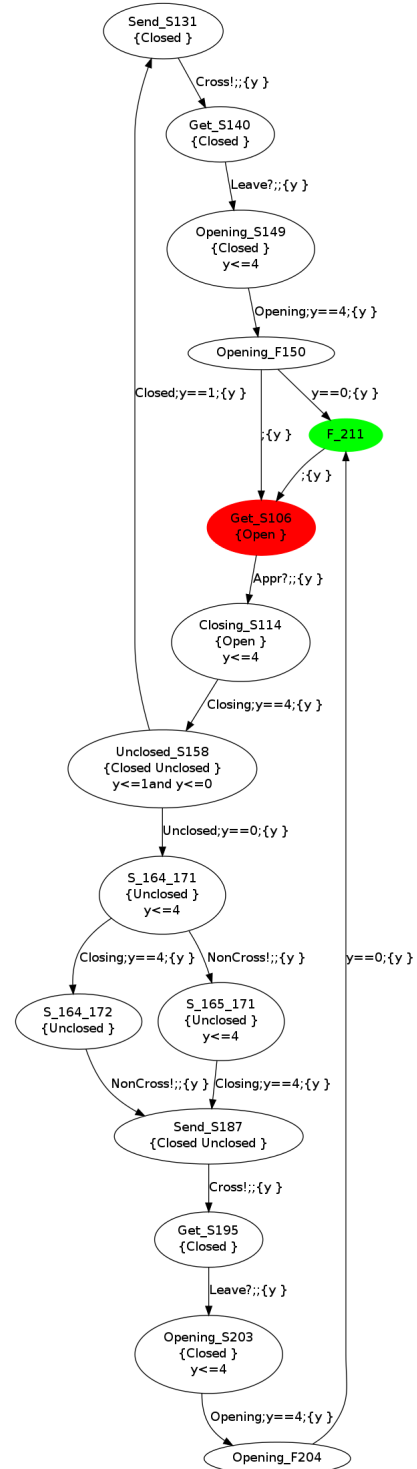 Send_S131
{Closed }
Cross!;;{y }
Get_S140
{Closed }
Leave?;;{y }
Opening_S149
{Closed }
y<=4
Opening;y==4;{y }
Opening_F150
Closed;y==1;{y }
y==0;{y }
;{y }
F_211
;{y }
Get_S106
{Open }
Appr?;;{y }
Closing_S114
{Open }
y<=4
Closing;y==4;{y }
Unclosed_S158
{Closed Unclosed }
y<=1and y<=0
Unclosed;y==0;{y }
S_164_171
{Unclosed }
y<=4
Closing;y==4;{y }
NonCross!;;{y }
y==0;{y }
S_164_172
{Unclosed }
S_165_171
{Unclosed }
y<=4
NonCross!;;{y }
Closing;y==4;{y }
Send_S187
{Closed Unclosed }
Cross!;;{y }
Get_S195
{Closed }
Leave?;;{y }
Opening_S203
{Closed }
y<=4
Opening;y==4;{y }
Opening_F204